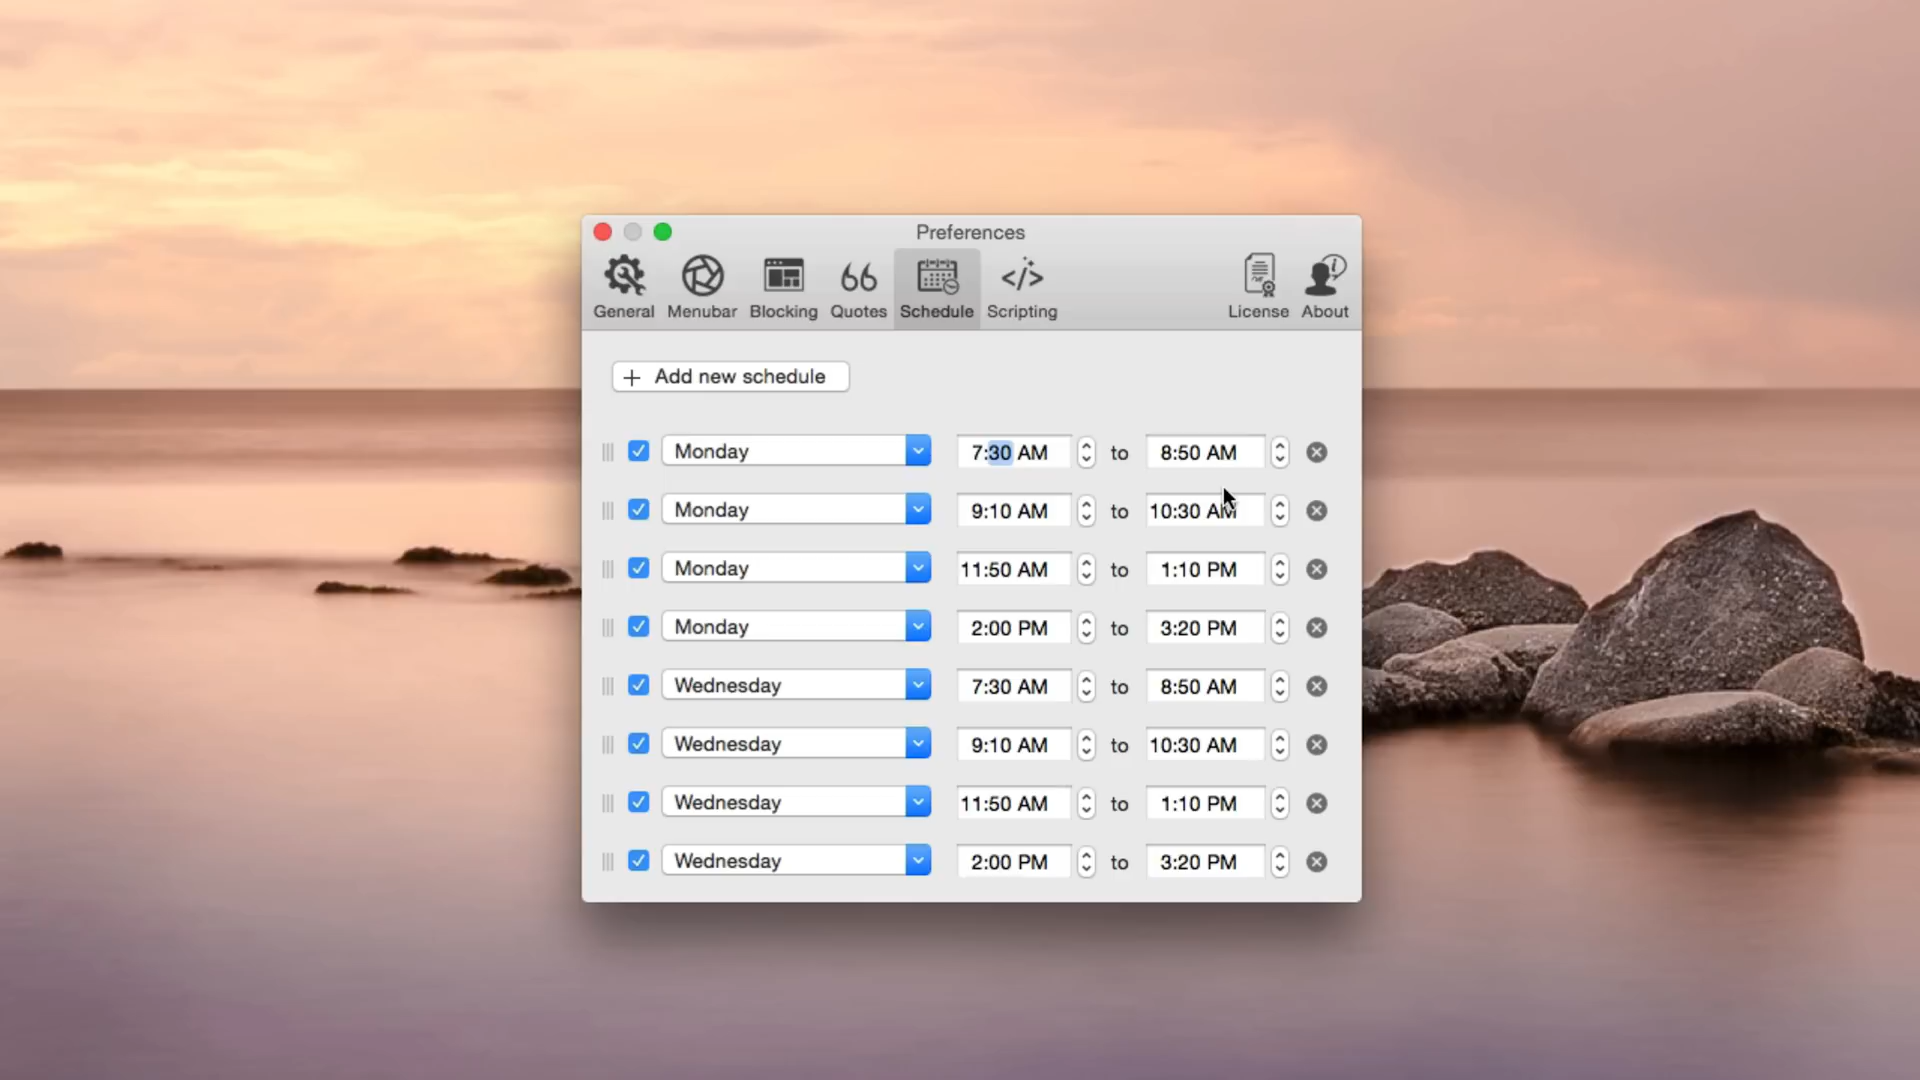 Preferences
General Menubar Blocking Quotes Schedule Scripting License About
Add new schedule
Monday 7:30 AM to 8:50 AM
Monday 9:10 AM to 10:30 AM
Monday 11:50 AM to 1:10 PM
Monday 2:00 PM to 3:20 PM
Wednesday 7:30 AM to 8:50 AM
Wednesday 9:10 AM to 10:30 AM
Wednesday 11:50 AM to 1:10 PM
Wednesday 2:00 PM to 3:20 PM